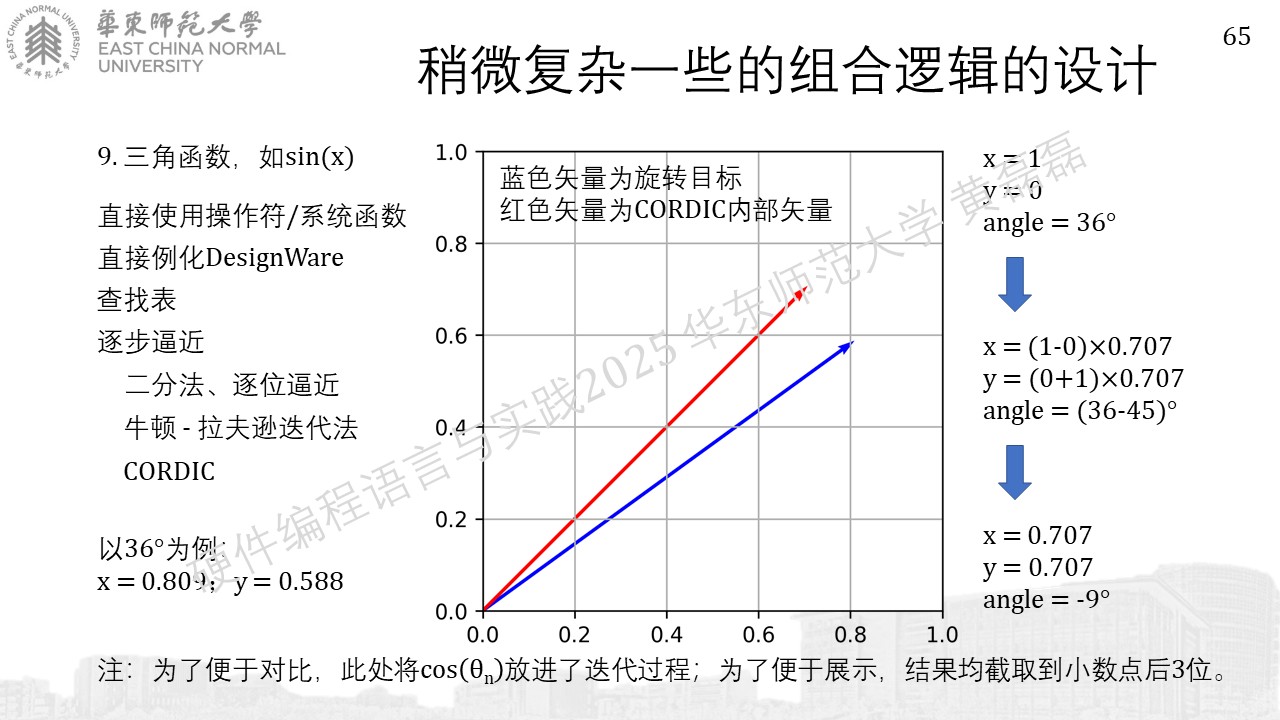 華東師範大學
EAST CHINA NORMAL
UNIVERSITY
EAST CHINA NORMAL UNIVERSITY
華東师范大學
65
稍微复杂一些的组合逻辑的设计
9. 三角函数，如sin(x)
直接使用操作符/系统函数
直接例化DesignWare
查找表
逐步逼近
二分法、逐位逼近
牛顿 - 拉夫逊迭代法
CORDIC
以36°为例：
x = 0.809；y = 0.588
蓝色矢量为旋转目标
红色矢量为CORDIC内部矢量
1.0
0.8
0.6
0.4
0.2
0.0
0.0 0.2 0.4 0.6 0.8 1.0
x = 1
y = 0
angle = 36°
x = (1-0)×0.707
y = (0+1)×0.707
angle = (36-45)°
x = 0.707
y = 0.707
angle = -9°
注：为了便于对比，此处将cos(θn)放进了迭代过程；为了便于展示，结果均截取到小数点后3位。
硬件编程语言与实践2025 华东师范大学 黄磊磊